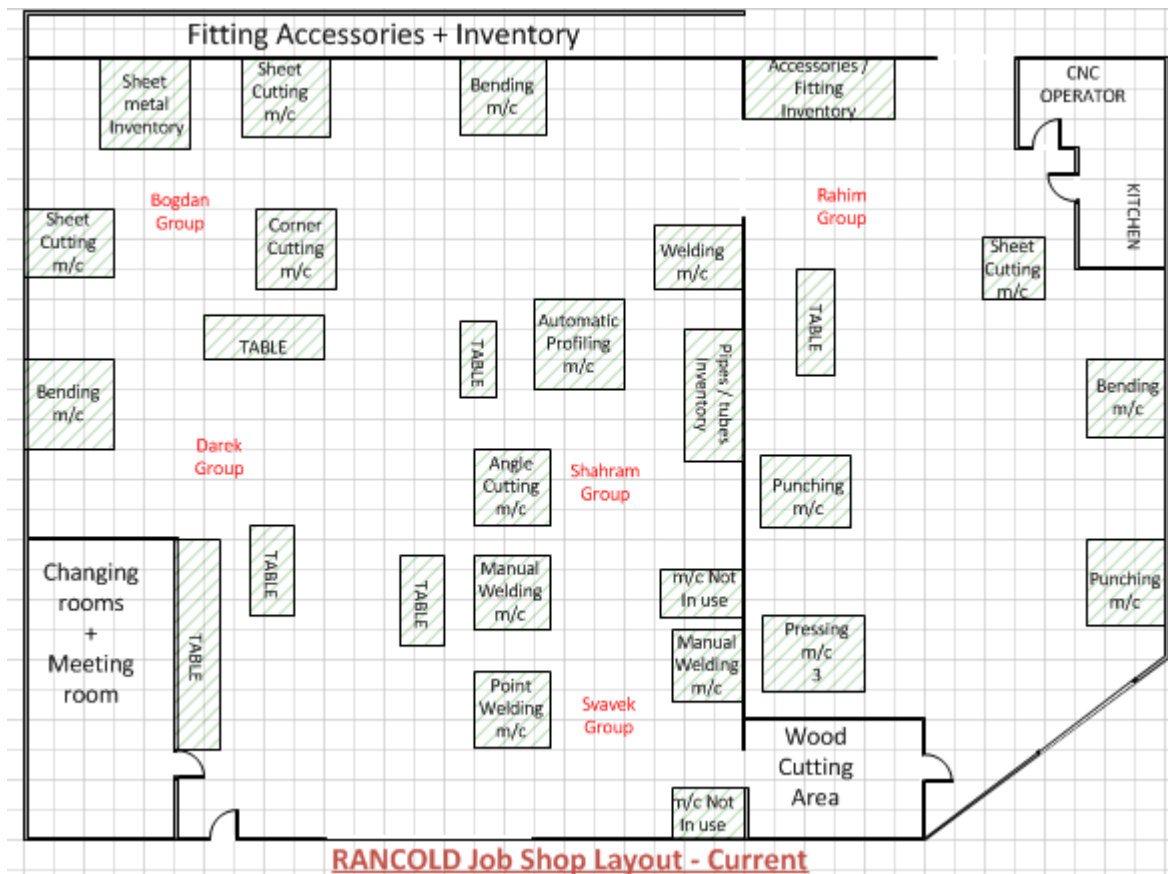 Fitting Accessories + Inventory
Sheet
metal
Inventory
Sheet
Cutting
m/c
Bending
m/c
Accessories /
Fitting
Inventory
CNC
OPERATOR
KITCHEN
Bogdan
Group
Rahim
Group
Sheet
Cutting
m/c
Corner
Cutting
m/c
Welding
m/c
Sheet
Cutting
m/c
TABLE
TABLE
Automatic
Profiling
m/c
Pipes / tubes
Inventory
TABLE
Bending
m/c
Bending
m/c
Darek
Group
Angle
Cutting
m/c
Shahram
Group
Punching
m/c
Changing
rooms
+
Meeting
room
TABLE
TABLE
TABLE
Manual
Welding
m/c
m/c Not
In use
Punching
m/c
Manual
Welding
m/c
Pressing
m/c
3
Point
Welding
m/c
Svavek
Group
Wood
Cutting
Area
m/c Not
In use
RANCOLD Job Shop Layout - Current